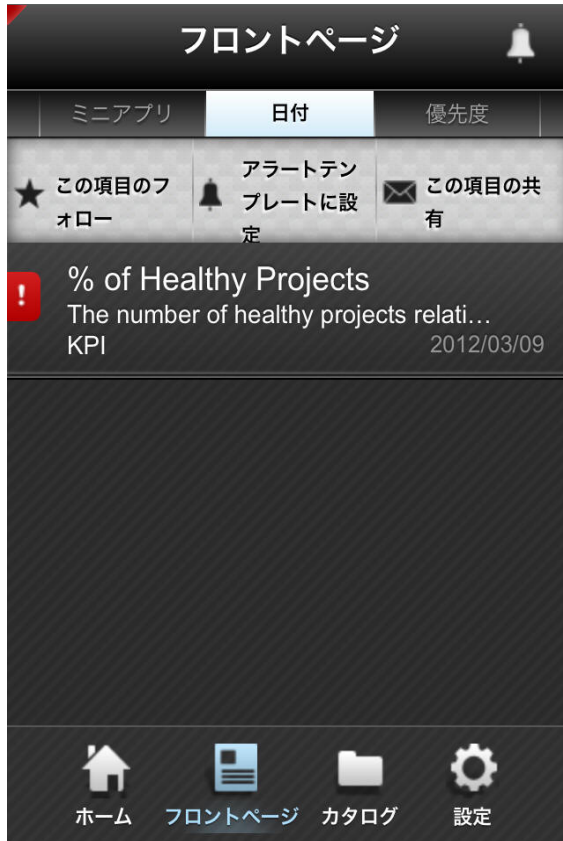 フロントページ
ミニアプリ 日付 優先度
この項目のフ
ォロー
アラートテン
プレートに設
定
この項目の共
有
% of Healthy Projects
The number of healthy projects relati…
KPI 2012/03/09
ホーム フロントページ カタログ 設定